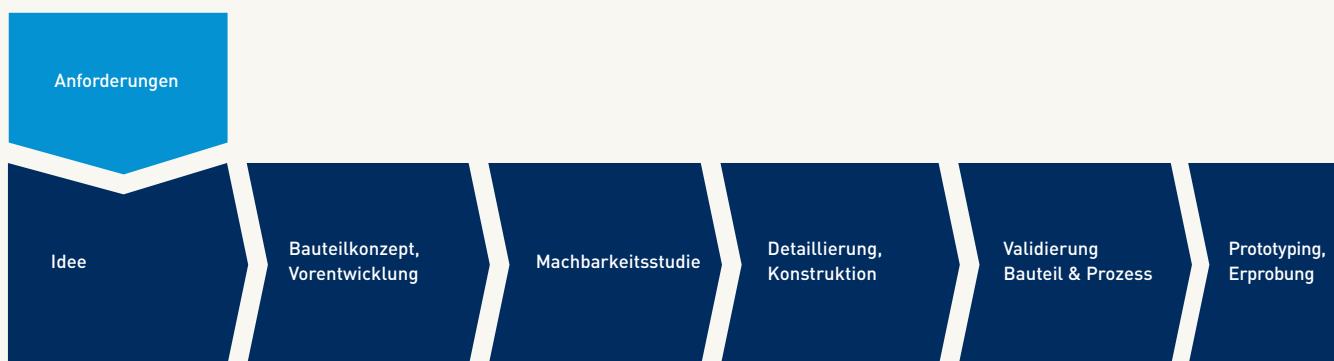 Anforderungen
Idee
Bauteilkonzept,
Vorentwicklung
Machbarkeitsstudie
Detaillierung,
Konstruktion
Validierung
Bauteil & Prozess
Prototyping,
Erprobung